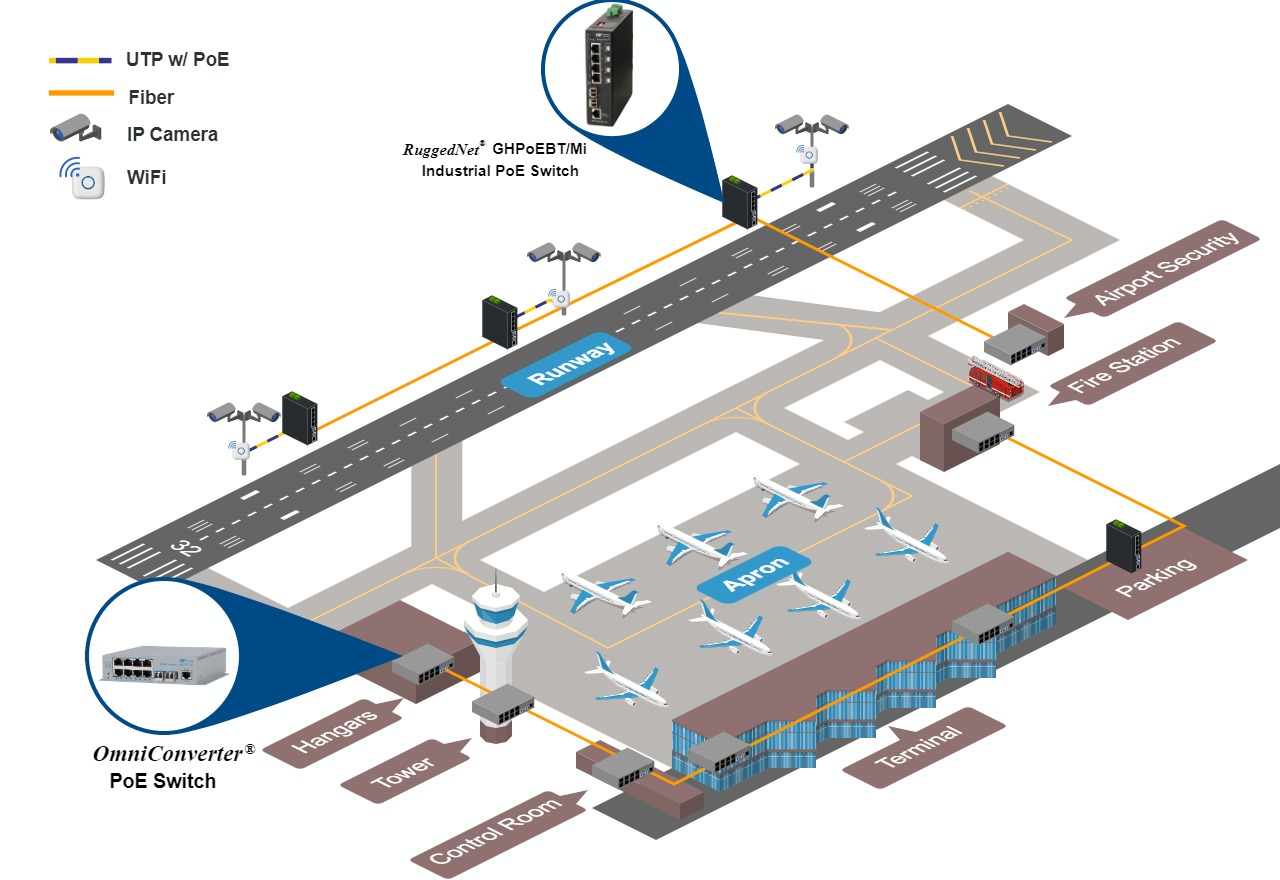 UTP w/ PoE
Fiber
IP Camera
WiFi
RuggedNet® GHPoEBT/Mi
Industrial PoE Switch
Airport Security
Fire Station
Runway
32
Apron
Parking
Hangars
Tower
Terminal
Control Room
OmniConverter®
PoE Switch